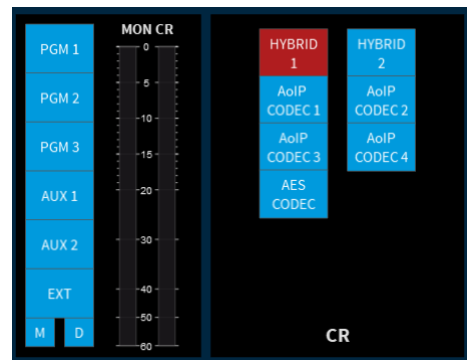 MON CR
PGM 1
PGM 2
PGM 3
AUX 1
AUX 2
EXT
M D
0
-5
-10
-15
-20
-30
-40
-50
-60
HYBRID
1
HYBRID
2
AoIP
CODEC 1
AoIP
CODEC 2
AoIP
CODEC 3
AoIP
CODEC 4
AES
CODEC
CR